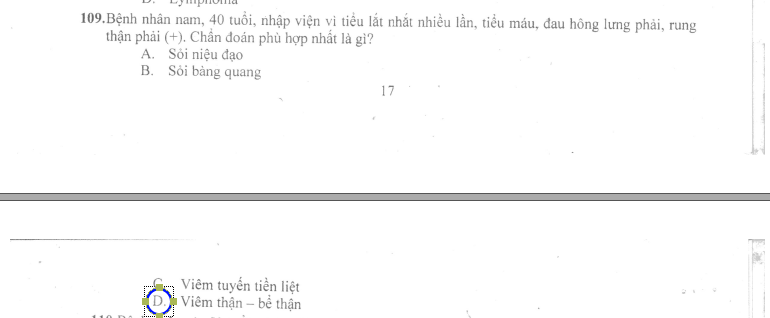 109.Bệnh nhân nam, 40 tuổi, nhập viện vì tiểu lắt nhắt nhiều lần, tiểu máu, đau hông lưng phải, rung
thận phải (+). Chẩn đoán phù hợp nhất là gì?
A. Sỏi niệu đạo
B. Sỏi bàng quang
17
C. Viêm tuyến tiền liệt
D. Viêm thận – bể thận